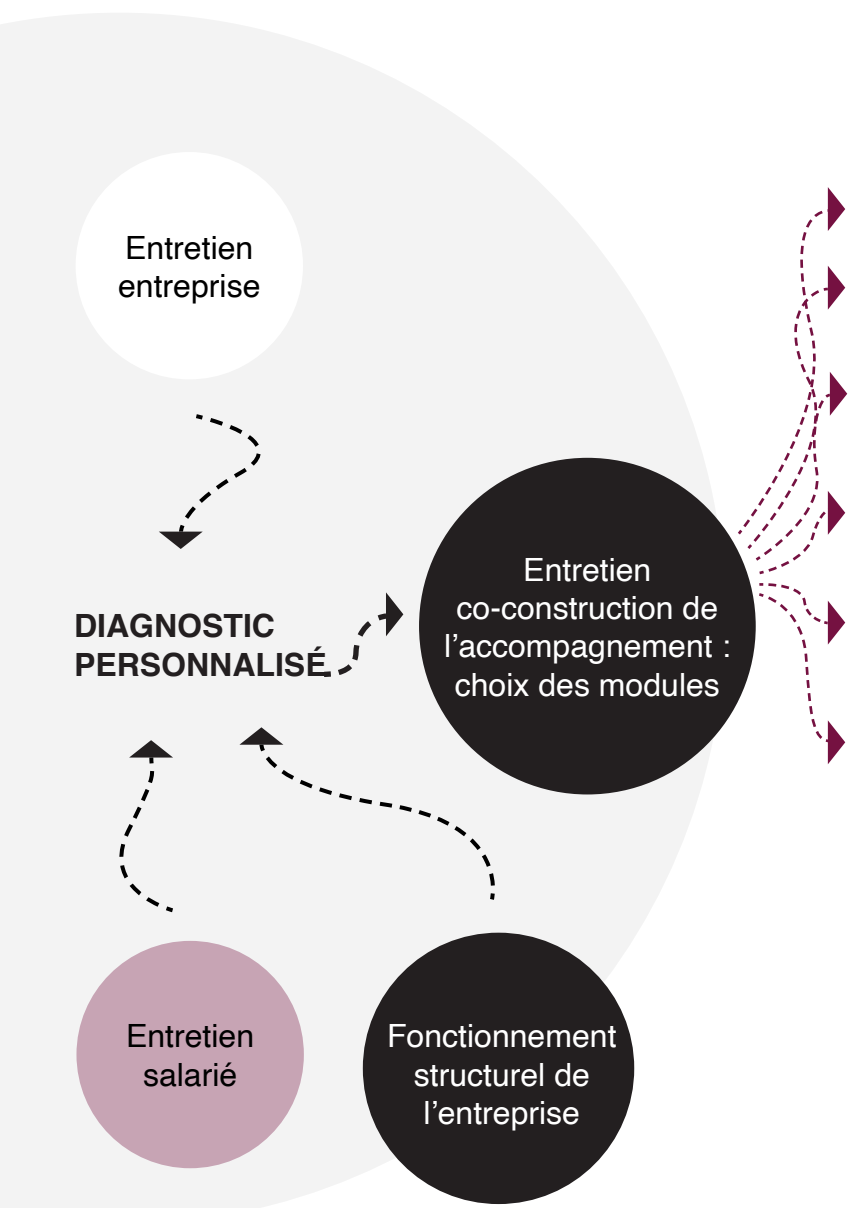 Entretien
entreprise
DIAGNOSTIC
PERSONNALISÉ
Entretien
co-construction de
l’accompagnement :
choix des modules
Entretien
salarié
Fonctionnement
structurel de
l’entreprise